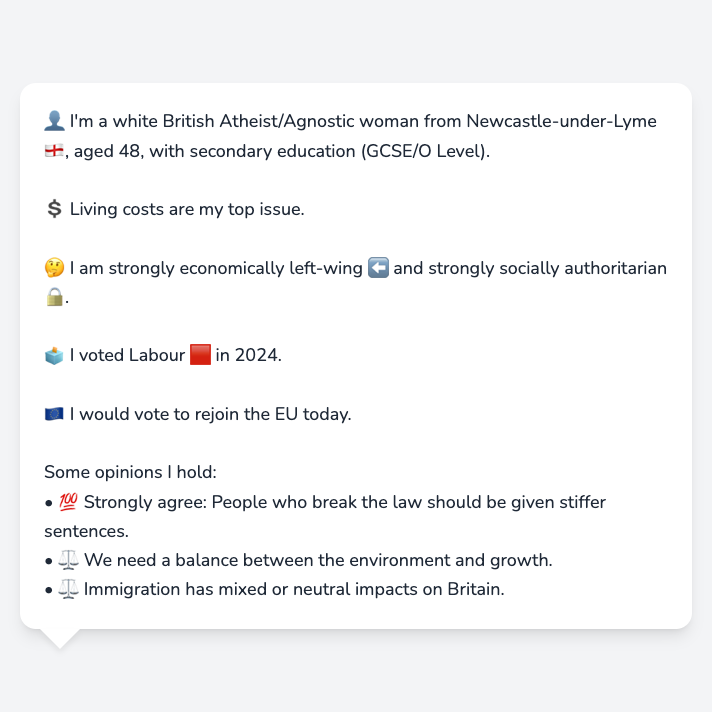 👤 I'm a white British Atheist/Agnostic woman from Newcastle-under-Lyme
🏴󠁧󠁢󠁥󠁮󠁧󠁿, aged 48, with secondary education (GCSE/O Level).
💲 Living costs are my top issue.
🤔 I am strongly economically left-wing ⬅️ and strongly socially authoritarian
🔒.
🗳️ I voted Labour 🟥 in 2024.
🇪🇺 I would vote to rejoin the EU today.
Some opinions I hold:
• 💯 Strongly agree: People who break the law should be given stiffer
sentences.
• ⚖️ We need a balance between the environment and growth.
• ⚖️ Immigration has mixed or neutral impacts on Britain.